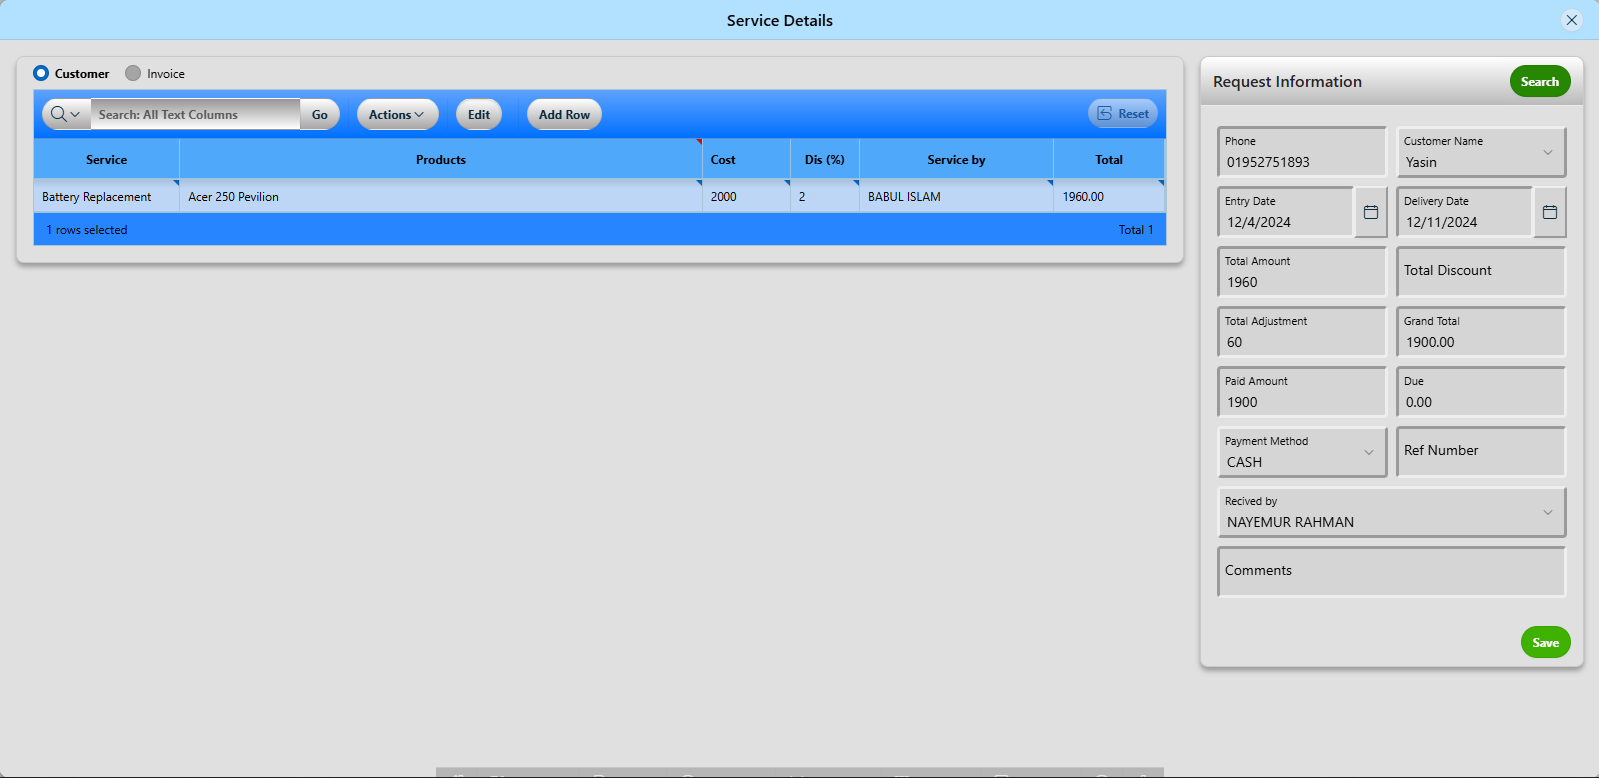 Service Details
Customer
Invoice
Search: All Text Columns
Go
Actions
Edit
Add Row
Reset
Service
Products
Cost
Dis (%)
Service by
Total
Battery Replacement
Acer 250 Pevilion
2000
2
BABUL ISLAM
1960.00
1 rows selected
Total 1
Request Information
Search
Phone
01952751893
Customer Name
Yasin
Entry Date
12/4/2024
Delivery Date
12/11/2024
Total Amount
1960
Total Discount
Total Adjustment
60
Grand Total
1900.00
Paid Amount
1900
Due
0.00
Payment Method
CASH
Ref Number
Recived by
NAYEMUR RAHMAN
Comments
Save